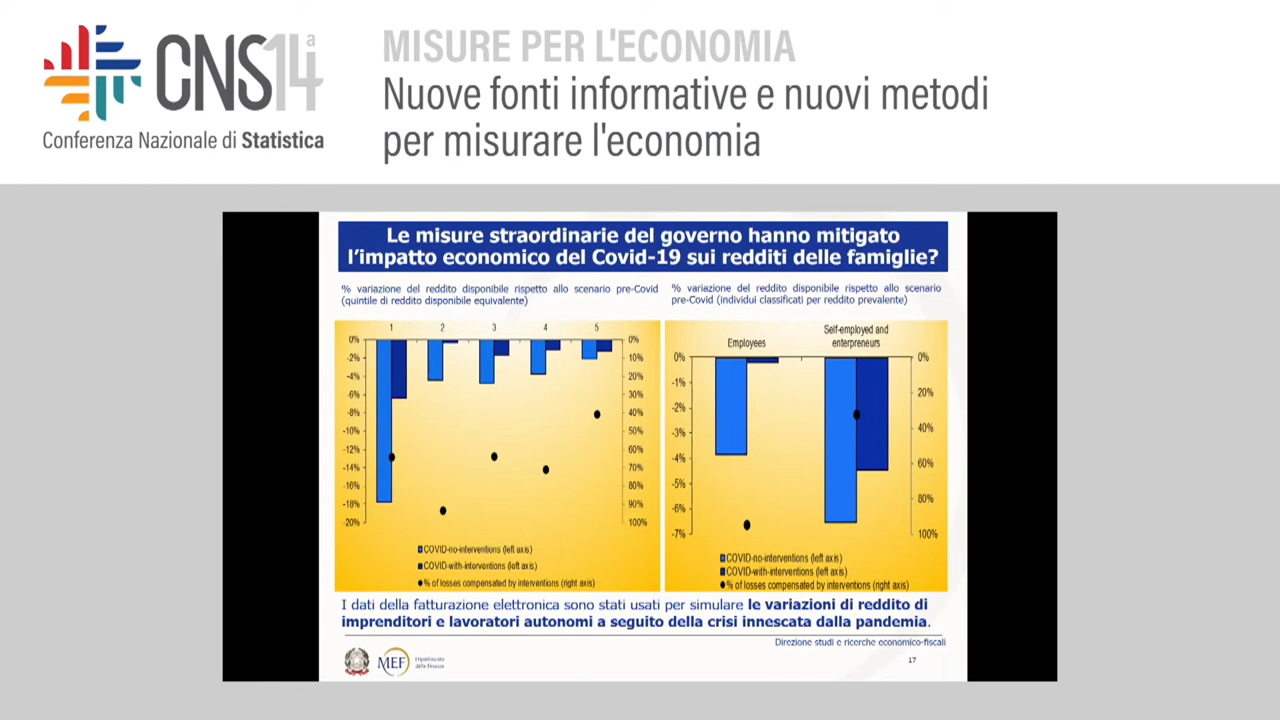 CNS14ª
Conferenza Nazionale di Statistica
MISURE PER L'ECONOMIA
Nuove fonti informative e nuovi metodi
per misurare l'economia
Le misure straordinarie del governo hanno mitigato
l'impatto economico del Covid-19 sui redditi delle famiglie?
% variazione del reddito disponibile rispetto allo scenario pre-Covid
(quintile di reddito disponibile equivalente)
1 2 3 4 5
0% 0%
-2% 10%
-4% 20%
-6% 30%
-8% 40%
-10% 50%
-12% 60%
-14% 70%
-16% 80%
-18% 90%
-20% 100%
COVID-no-interventions (left axis)
COVID-with-interventions (left axis)
% of losses compensated by interventions (right axis)
% variazione del reddito disponibile rispetto allo scenario
pre-Covid (individui classificati per reddito prevalente)
Employees
Self-employed and
enterpreneurs
0% 0%
-1%
20%
-2%
-3% 40%
-4%
60%
-5%
80%
-6%
-7% 100%
COVID-no-interventions (left axis)
COVID-with-interventions (left axis)
% of losses compensated by interventions (right axis)
I dati della fatturazione elettronica sono stati usati per simulare le variazioni di reddito di
imprenditori e lavoratori autonomi a seguito della crisi innescata dalla pandemia.
Direzione studi e ricerche economico-fiscali
MEF
Dipartimento
delle Finanze
17